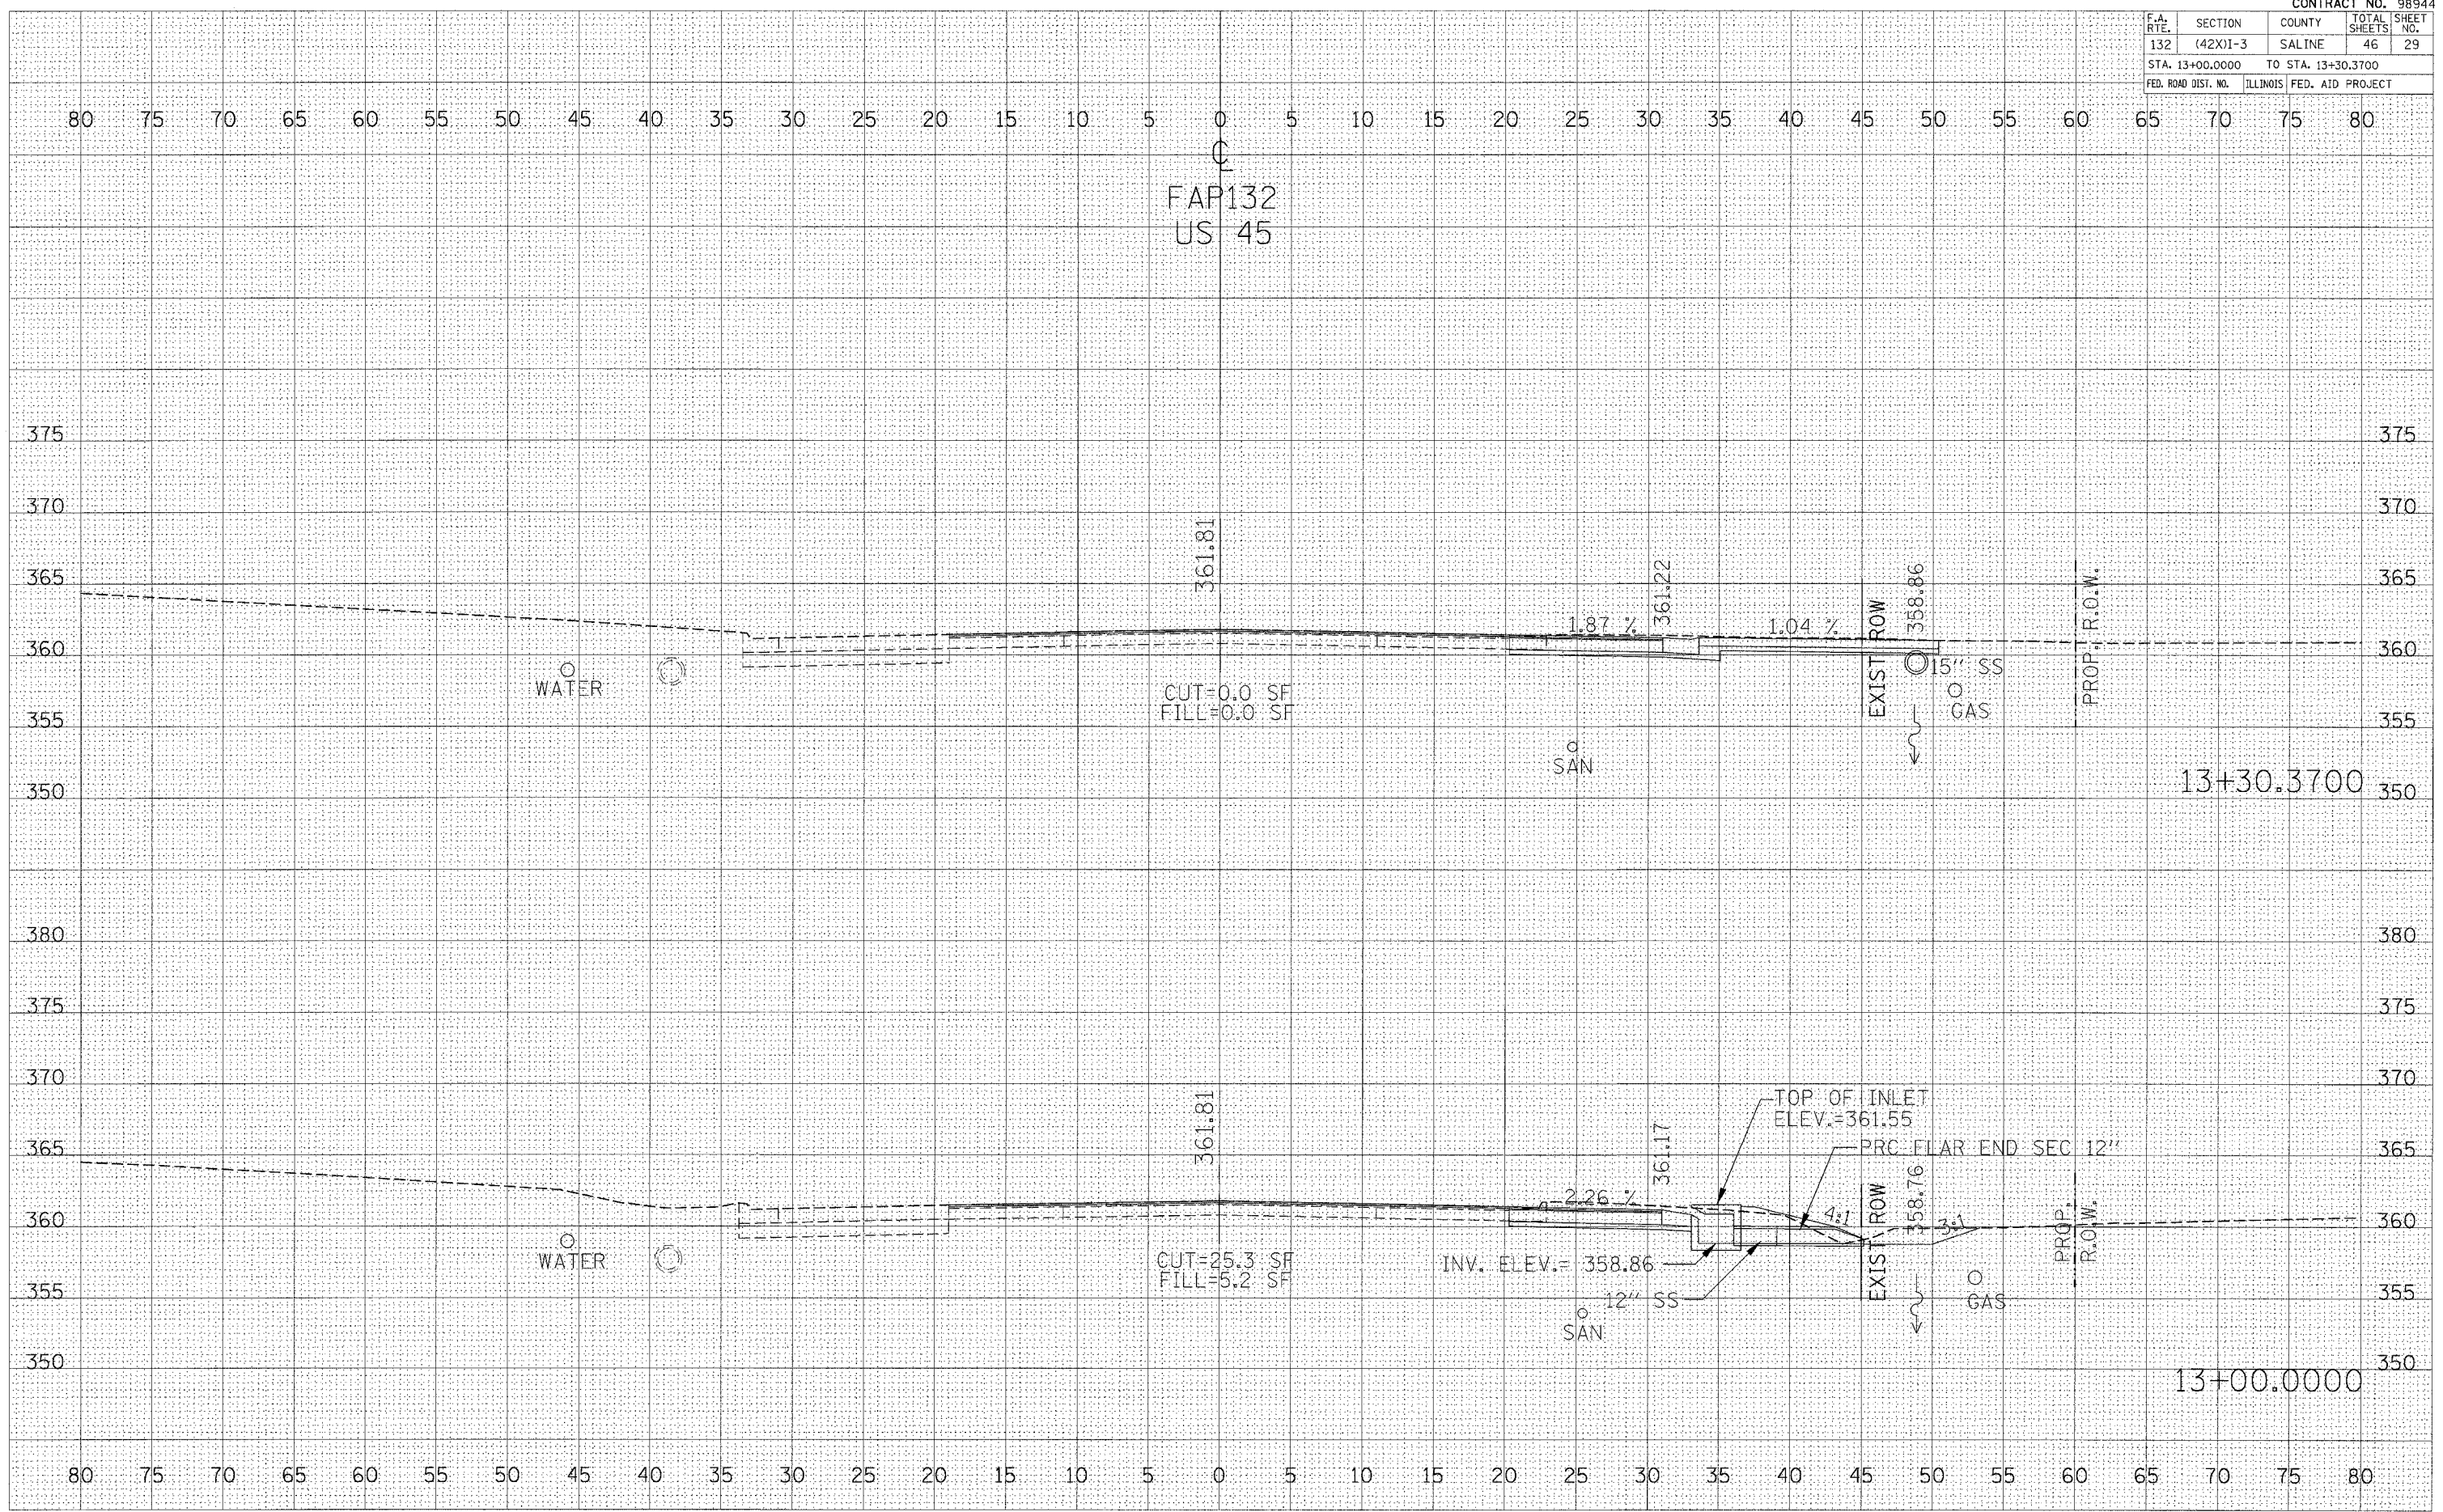 CONTRACT NO. 98944
F.A. RTE. SECTION COUNTY TOTAL SHEETS SHEET NO.
132 (42X)I-3 SALINE 46 29
STA. 13+00.0000 TO STA. 13+30.3700
FED. ROAD DIST. NO. ILLINOIS FED. AID PROJECT
80 75 70 65 60 55 50 45 40 35 30 25 20 15 10 5 0 5 10 15 20 25 30 35 40 45 50 55 60 65 70 75 80
℄
FAP132
US 45
375 375
370 370
365 365
360 360
355 355
350 350
361.81
361.22
358.86
1.87 %
1.04 %
EXIST ROW
PROP. R.O.W.
WATER
15" SS
GAS
CUT=0.0 SF
FILL=0.0 SF
SAN
13+30.3700
380 380
375 375
370 370
365 365
360 360
355 355
350 350
361.81
361.17
TOP OF INLET
ELEV.=361.55
PRC FLAR END SEC 12"
358.76
2.26 %
4:1
3:1
EXIST ROW
PROP.
R.O.W.
WATER
CUT=25.3 SF
FILL=5.2 SF
INV. ELEV.= 358.86
12" SS
GAS
SAN
13+00.0000
80 75 70 65 60 55 50 45 40 35 30 25 20 15 10 5 0 5 10 15 20 25 30 35 40 45 50 55 60 65 70 75 80